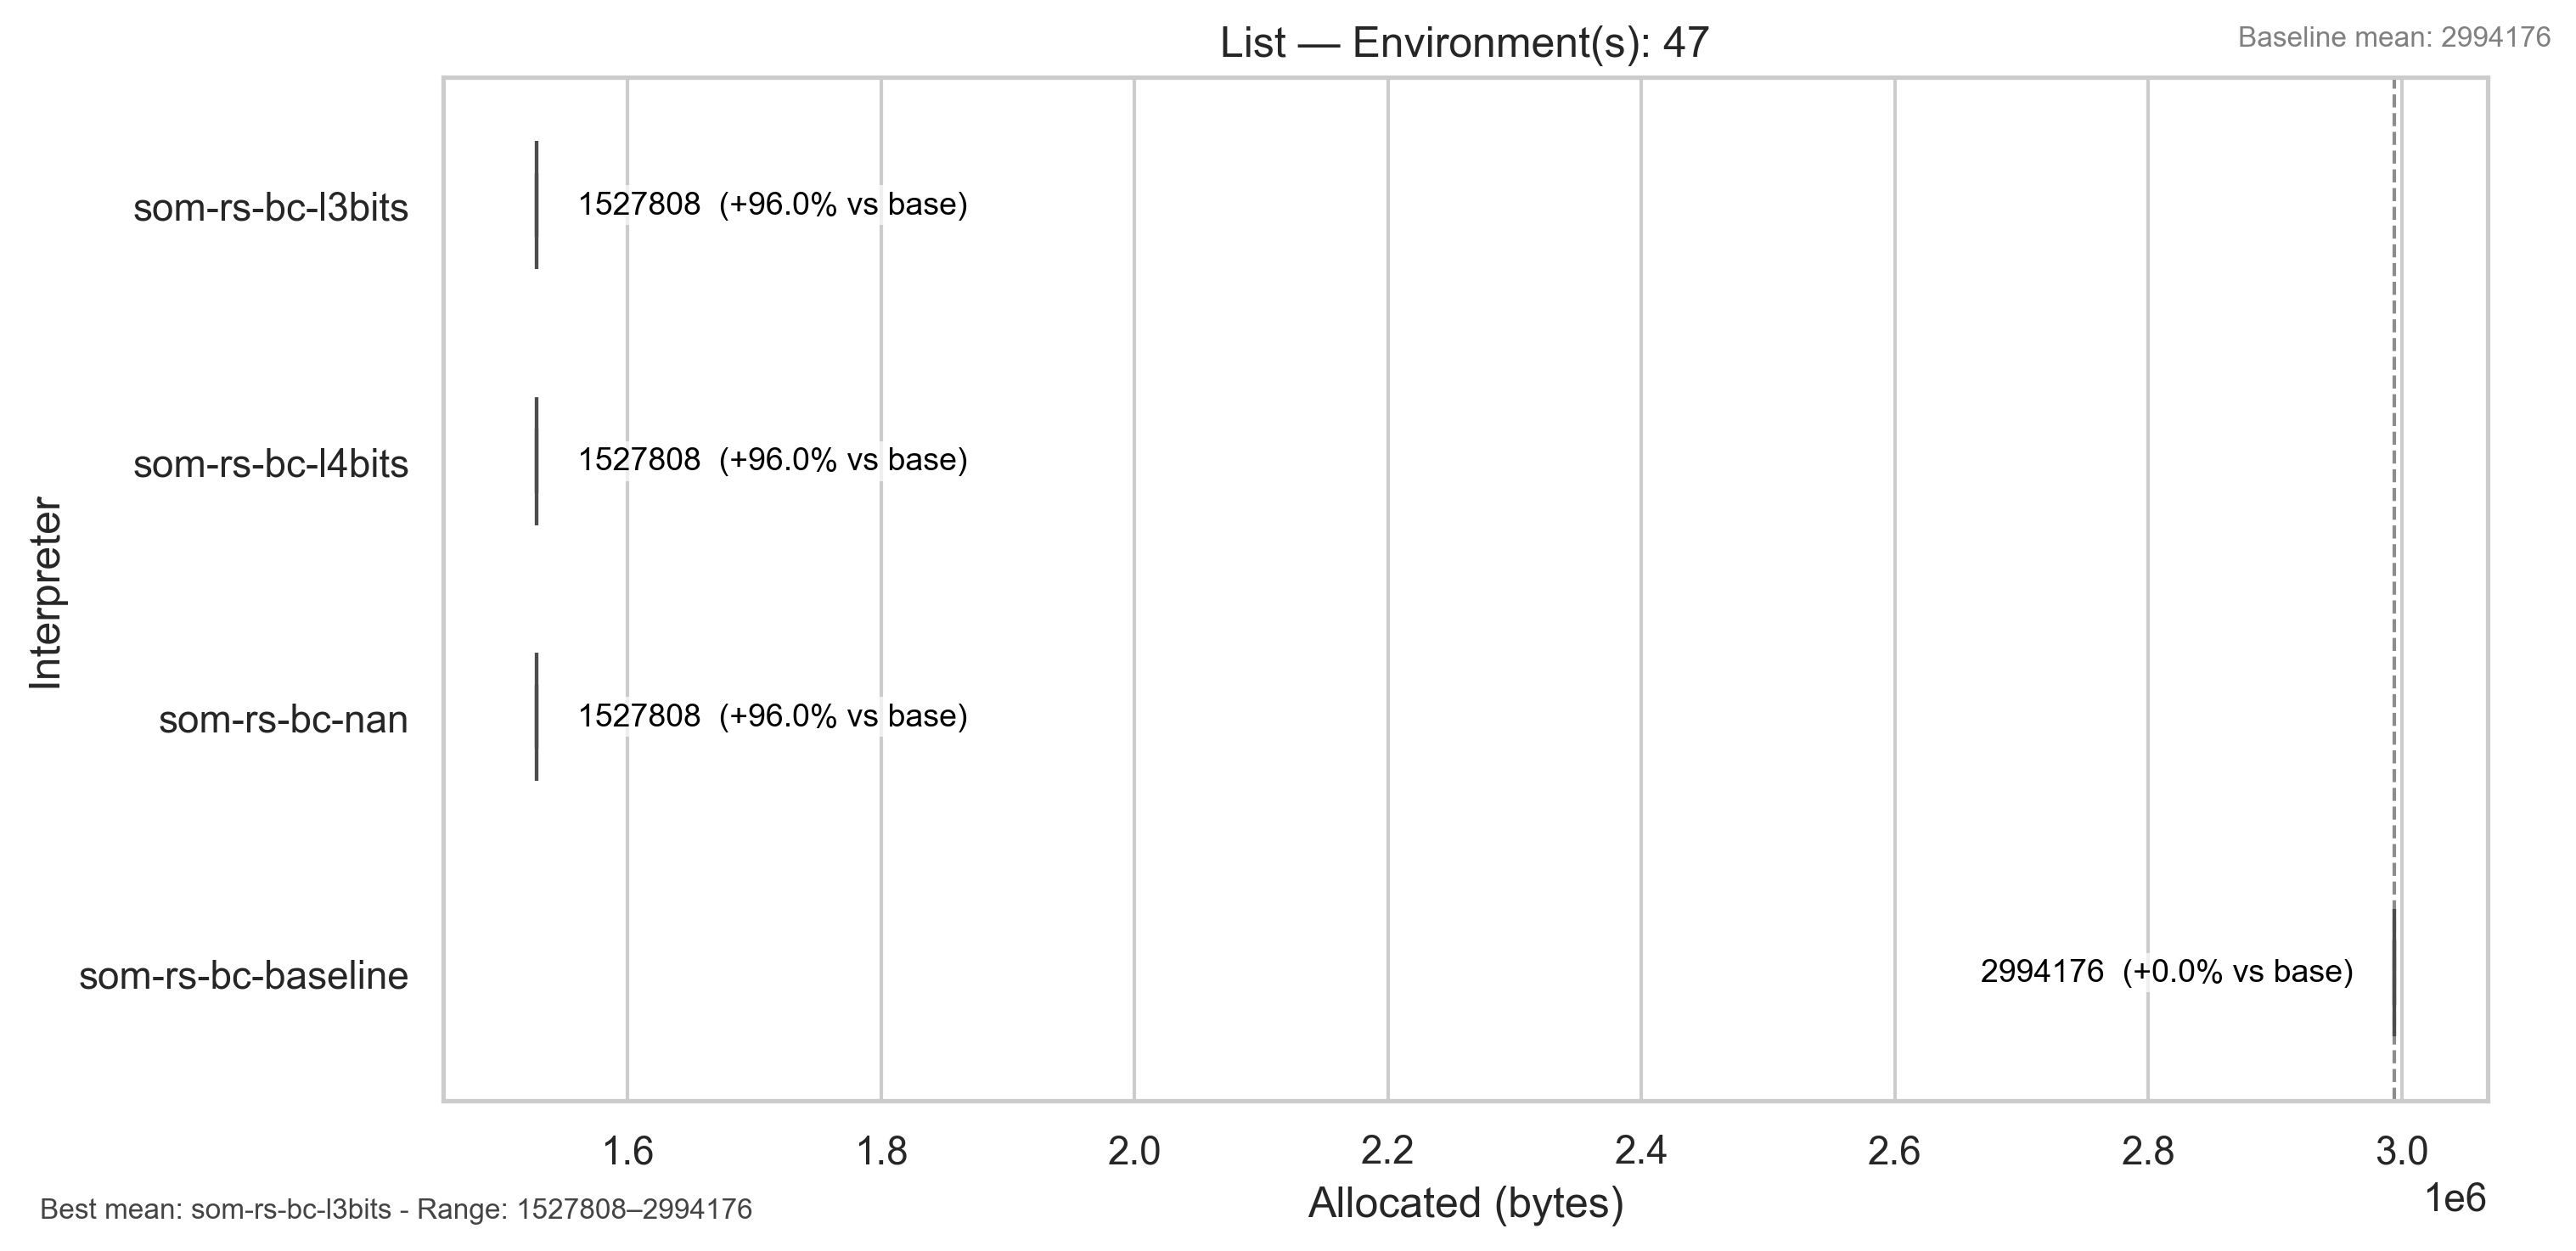 List — Environment(s): 47
Baseline mean: 2994176
som-rs-bc-l3bits
1527808  (+96.0% vs base)
som-rs-bc-l4bits
1527808  (+96.0% vs base)
som-rs-bc-nan
1527808  (+96.0% vs base)
som-rs-bc-baseline
2994176  (+0.0% vs base)
Interpreter
1.6 1.8 2.0 2.2 2.4 2.6 2.8 3.0
1e6
Allocated (bytes)
Best mean: som-rs-bc-l3bits - Range: 1527808–2994176